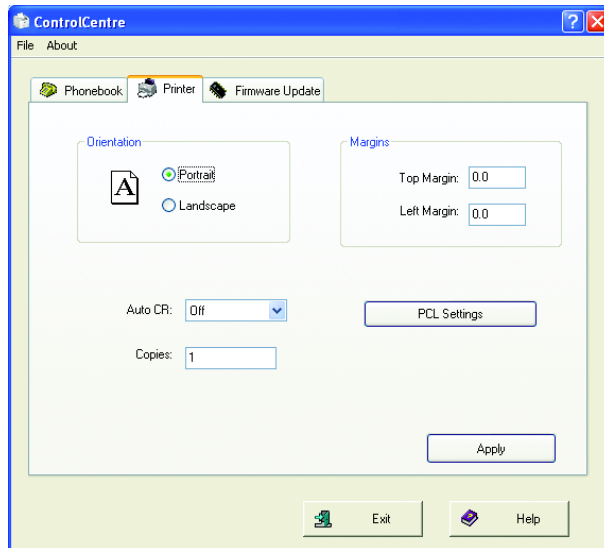 ControlCentre
File About
Phonebook Printer Firmware Update
Orientation
A
Portrait
Landscape
Margins
Top Margin: 0.0
Left Margin: 0.0
Auto CR: Off
PCL Settings
Copies: 1
Apply
Exit Help